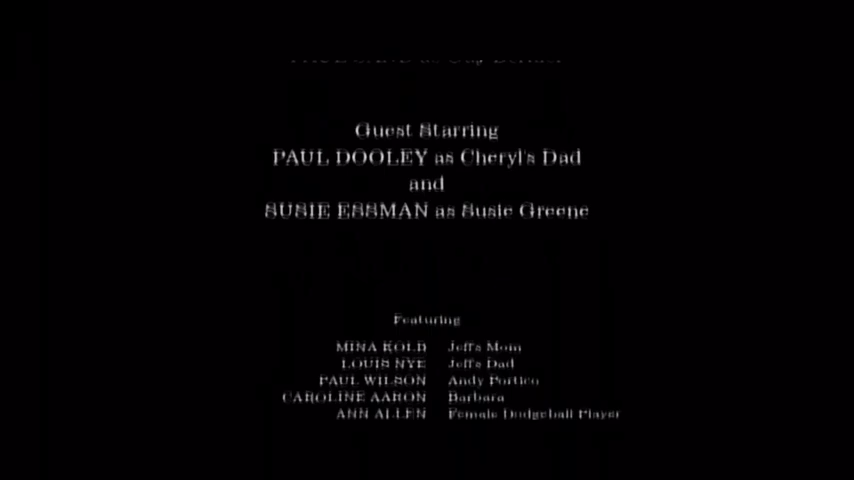 Guest Starring
PAUL DOOLEY as Cheryl's Dad
and
SUSIE ESSMAN as Susie Greene
Featuring
MINA KOLB Jeff's Mom
LOUIS NYE Jeff's Dad
PAUL WILSON Andy Portico
CAROLINE AARON Barbara
ANN ALLEN Female Dodgeball Player